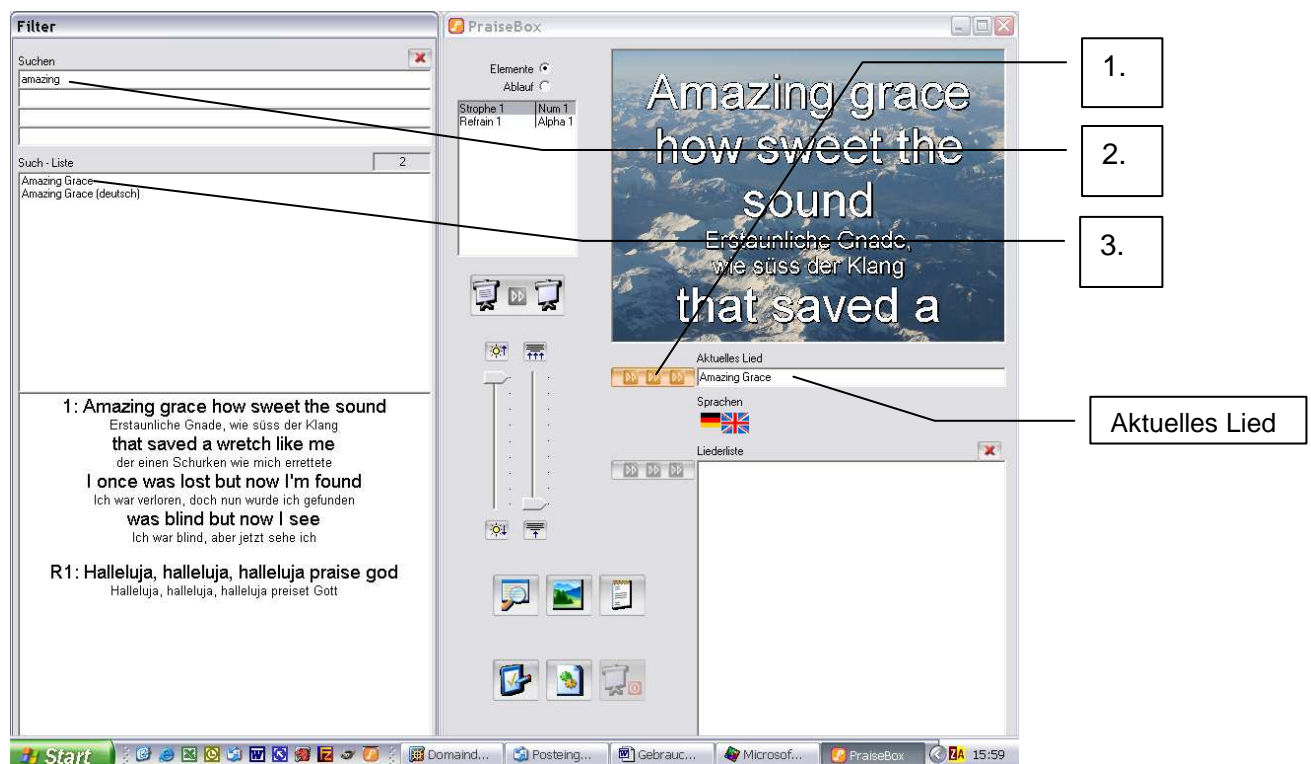 Filter
Suchen
amazing
Such - Liste
2
Amazing Grace
Amazing Grace (deutsch)
1: Amazing grace how sweet the sound
Erstaunliche Gnade, wie süss der Klang
that saved a wretch like me
der einen Schurken wie mich errettete
I once was lost but now I'm found
Ich war verloren, doch nun wurde ich gefunden
was blind but now I see
Ich war blind, aber jetzt sehe ich
R1: Halleluja, halleluja, halleluja praise god
Halleluja, halleluja, halleluja preiset Gott
PraiseBox
Elemente
Ablauf
Strophe 1 Num 1
Refrain 1 Alpha 1
Amazing grace
how sweet the
sound
Erstaunliche Gnade,
wie süss der Klang
that saved a
Aktuelles Lied
Amazing Grace
Sprachen
Liederliste
1.
2.
3.
Aktuelles Lied
Start
Domaind...
Posteing...
Gebrauc...
Microsof...
PraiseBox
ZA
15:59